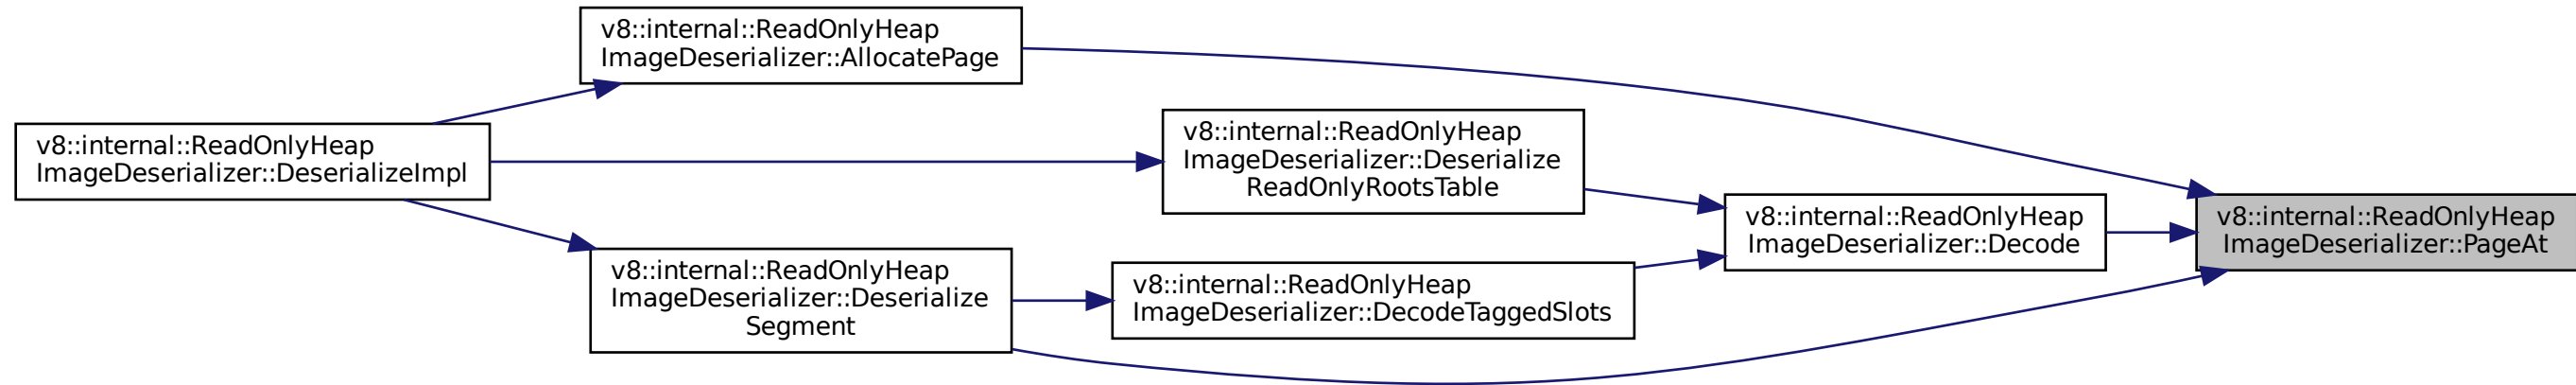 v8::internal::ReadOnlyHeap
ImageDeserializer::DeserializeImpl
v8::internal::ReadOnlyHeap
ImageDeserializer::AllocatePage
v8::internal::ReadOnlyHeap
ImageDeserializer::Deserialize
ReadOnlyRootsTable
v8::internal::ReadOnlyHeap
ImageDeserializer::Deserialize
Segment
v8::internal::ReadOnlyHeap
ImageDeserializer::DecodeTaggedSlots
v8::internal::ReadOnlyHeap
ImageDeserializer::Decode
v8::internal::ReadOnlyHeap
ImageDeserializer::PageAt